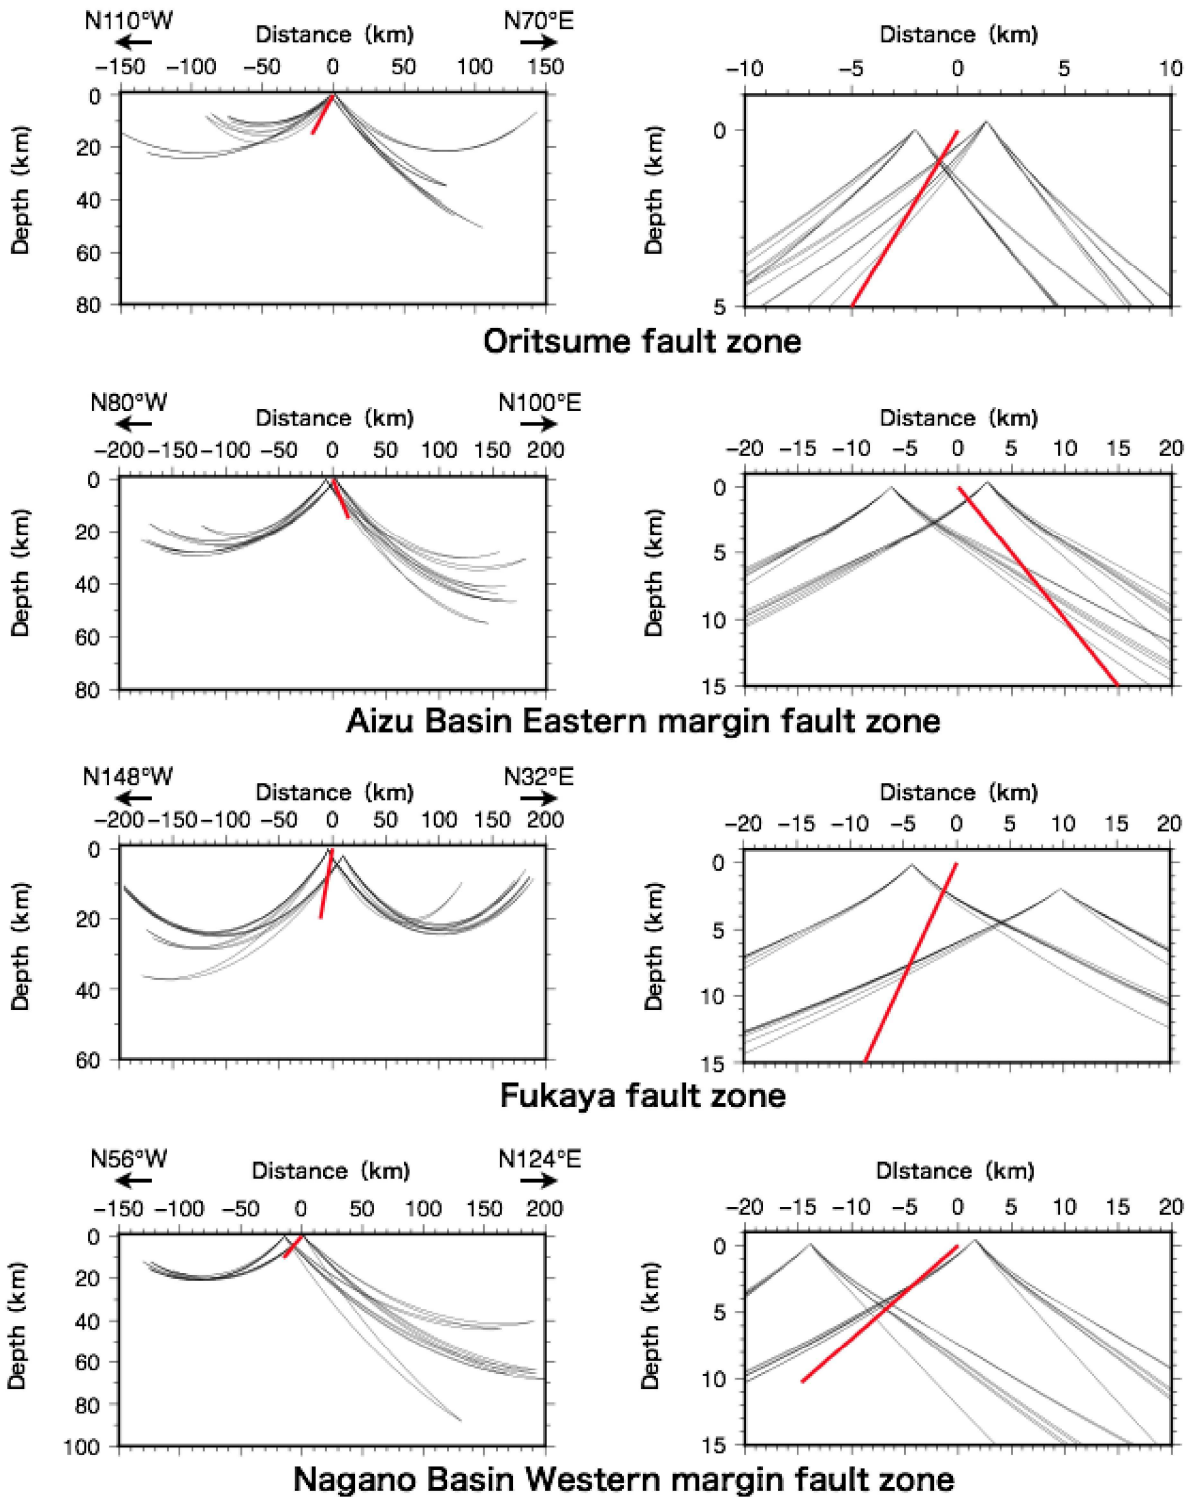 N110°W Distance (km) N70°E Distance (km)
−150 −100 −50 0 50 100 150 −10 −5 0 5 10
Depth (km) 0 20 40 60 80 Depth (km) 0 5
Oritsume fault zone
N80°W Distance (km) N100°E Distance (km)
−200 −150 −100 −50 0 50 100 150 200 −20 −15 −10 −5 0 5 10 15 20
Depth (km) 0 20 40 60 80 Depth (km) 0 5 10 15
Aizu Basin Eastern margin fault zone
N148°W Distance (km) N32°E Distance (km)
−200 −150 −100 −50 0 50 100 150 200 −20 −15 −10 −5 0 5 10 15 20
Depth (km) 0 20 40 60 Depth (km) 0 5 10 15
Fukaya fault zone
N56°W Distance (km) N124°E DIstance (km)
−150 −100 −50 0 50 100 150 200 −20 −15 −10 −5 0 5 10 15 20
Depth (km) 0 20 40 60 80 100 Depth (km) 0 5 10 15
Nagano Basin Western margin fault zone